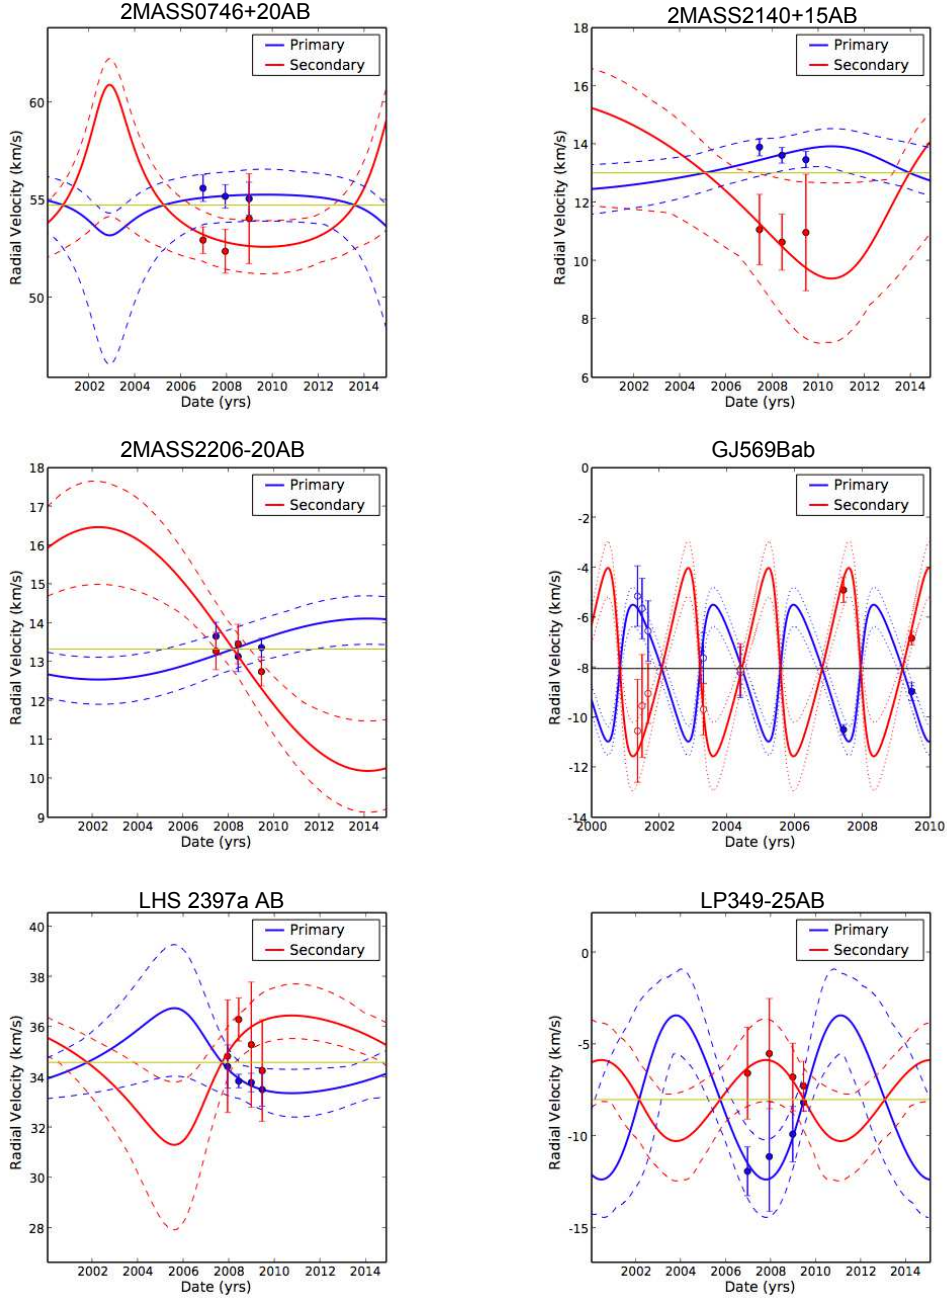 2MASS0746+20AB
2MASS2140+15AB
Primary
Secondary
60
55
50
Radial Velocity (km/s)
2002 2004 2006 2008 2010 2012 2014
Date (yrs)
Primary
Secondary
18
16
14
12
10
8
6
Radial Velocity (km/s)
2002 2004 2006 2008 2010 2012 2014
Date (yrs)
2MASS2206-20AB
GJ569Bab
Primary
Secondary
18
17
16
15
14
13
12
11
10
9
Radial Velocity (km/s)
2002 2004 2006 2008 2010 2012 2014
Date (yrs)
Primary
Secondary
0
-2
-4
-6
-8
-10
-12
-14
Radial Velocity (km/s)
2000 2002 2004 2006 2008 2010
Date (yrs)
LHS 2397a AB
LP349-25AB
Primary
Secondary
40
38
36
34
32
30
28
Radial Velocity (km/s)
2002 2004 2006 2008 2010 2012 2014
Date (yrs)
Primary
Secondary
0
-5
-10
-15
Radial Velocity (km/s)
2002 2004 2006 2008 2010 2012 2014
Date (yrs)